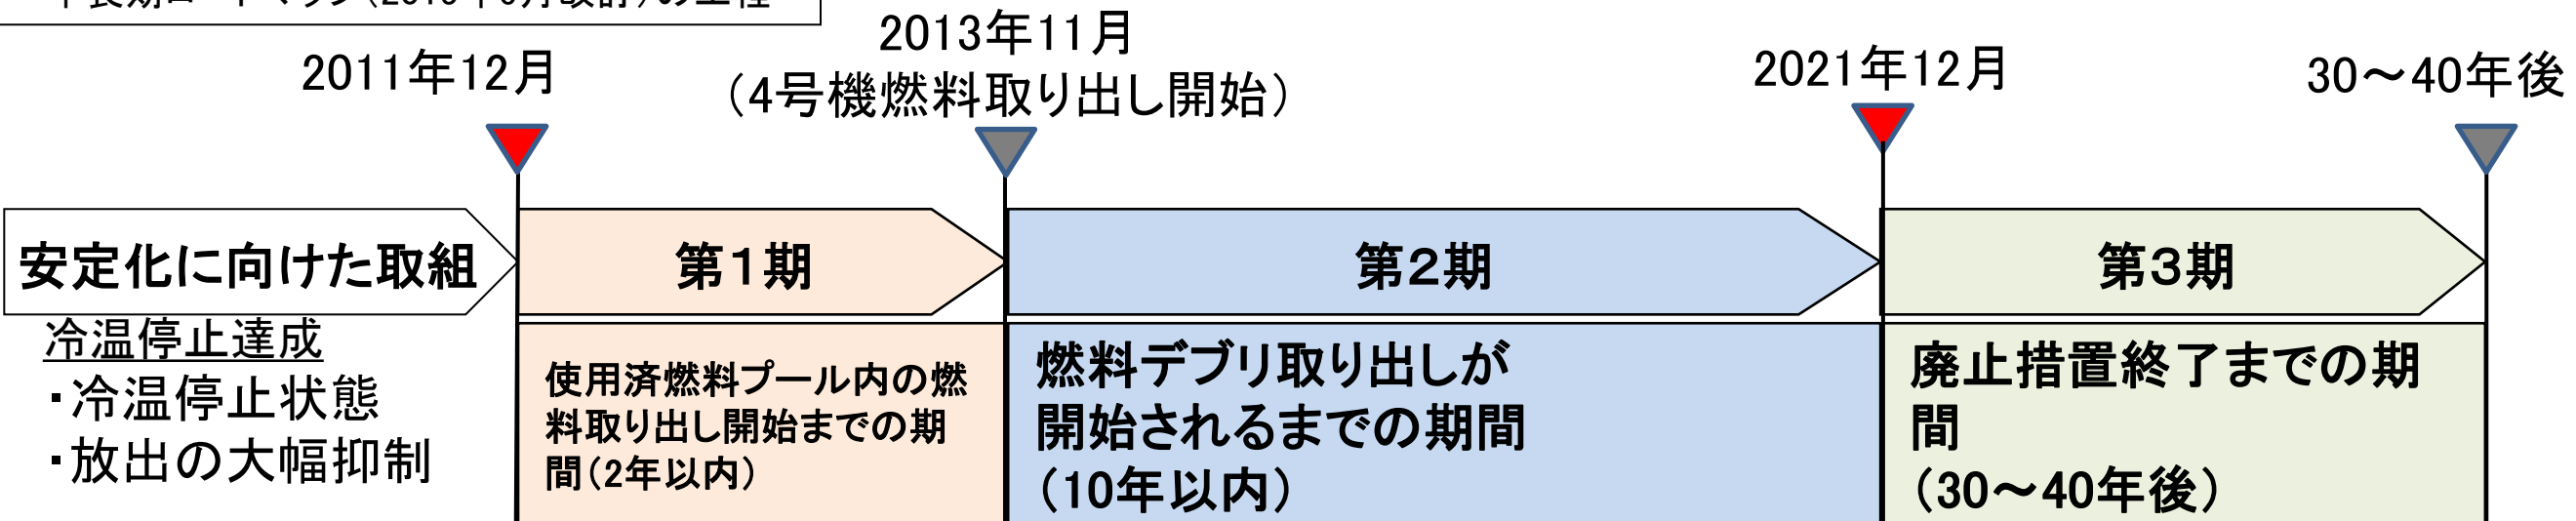 2011年12月
2013年11月
（4号機燃料取り出し開始）
2021年12月
30～40年後
安定化に向けた取組
第１期
第２期
第３期
冷温停止達成
・冷温停止状態
・放出の大幅抑制
使用済燃料プール内の燃
料取り出し開始までの期
間（2年以内）
燃料デブリ取り出しが
開始されるまでの期間
（10年以内）
廃止措置終了までの期
間
（30～40年後）